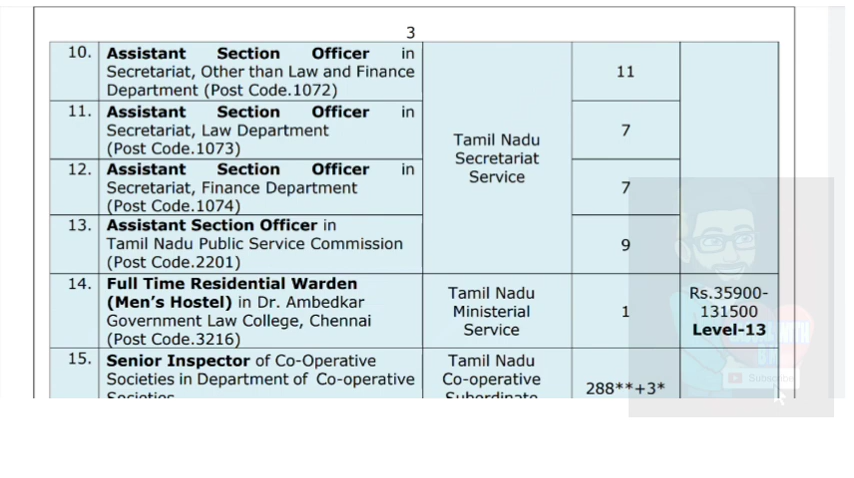 3
10. Assistant Section Officer in
Secretariat, Other than Law and Finance
Department (Post Code.1072)
11
11. Assistant Section Officer in
Secretariat, Law Department
(Post Code.1073)
Tamil Nadu
Secretariat
Service
7
12. Assistant Section Officer in
Secretariat, Finance Department
(Post Code.1074)
7
13. Assistant Section Officer in
Tamil Nadu Public Service Commission
(Post Code.2201)
9
14. Full Time Residential Warden
(Men's Hostel) in Dr. Ambedkar
Government Law College, Chennai
(Post Code.3216)
Tamil Nadu
Ministerial
Service
1
Rs.35900-
131500
Level-13
15. Senior Inspector of Co-Operative
Societies in Department of Co-operative
Societies
Tamil Nadu
Co-operative
Subordinate
288**+3*
Subscribe